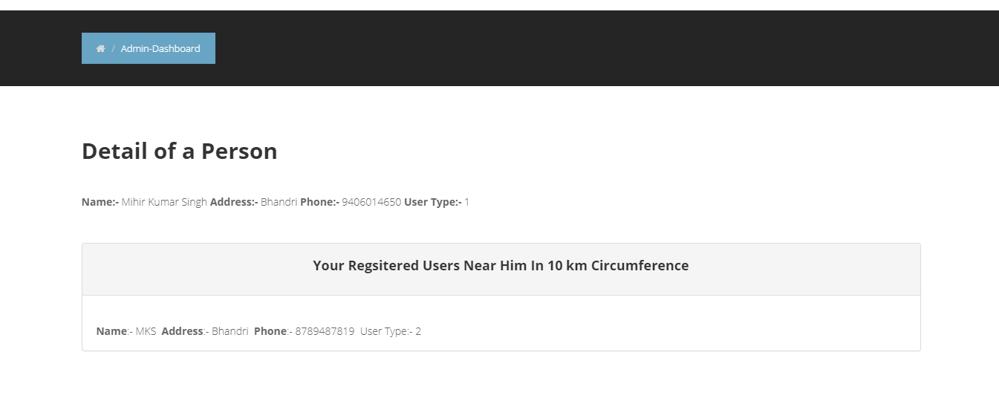 / Admin-Dashboard
Detail of a Person
Name:- Mihir Kumar Singh Address:- Bhandri Phone:- 9406014650 User Type:- 1
Your Regsitered Users Near Him In 10 km Circumference
Name:- MKS Address:- Bhandri Phone:- 8789487819 User Type:- 2